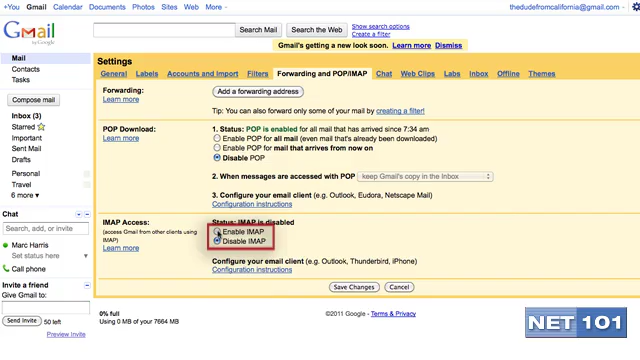 +You Gmail Calendar Documents Photos Sites Web More
thedudefromcalifornia@gmail.com
Gmail
by Google
Search Mail Search the Web
Show search options
Create a filter
Gmail's getting a new look soon. Learn more Dismiss
Mail
Contacts
Tasks
Compose mail
Inbox (3)
Starred
Important
Sent Mail
Drafts
Personal
Travel
6 more
Chat
Search, add, or invite
Marc Harris
Set status here
Call phone
Invite a friend
Give Gmail to:
Send Invite 50 left
Preview Invite
Settings
General Labels Accounts and Import Filters Forwarding and POP/IMAP Chat Web Clips Labs Inbox Offline Themes
Forwarding:
Learn more
Add a forwarding address
Tip: You can also forward only some of your mail by creating a filter!
POP Download:
Learn more
1. Status: POP is enabled for all mail that has arrived since 7:34 am
Enable POP for all mail (even mail that's already been downloaded)
Enable POP for mail that arrives from now on
Disable POP
2. When messages are accessed with POP keep Gmail's copy in the Inbox
3. Configure your email client (e.g. Outlook, Eudora, Netscape Mail)
Configuration instructions
IMAP Access:
(access Gmail from other clients using
IMAP)
Learn more
Status: IMAP is disabled
Enable IMAP
Disable IMAP
Configure your email client (e.g. Outlook, Thunderbird, iPhone)
Configuration instructions
Save Changes Cancel
0% full
Using 0 MB of your 7664 MB
©2011 Google - Terms & Privacy
NET 101